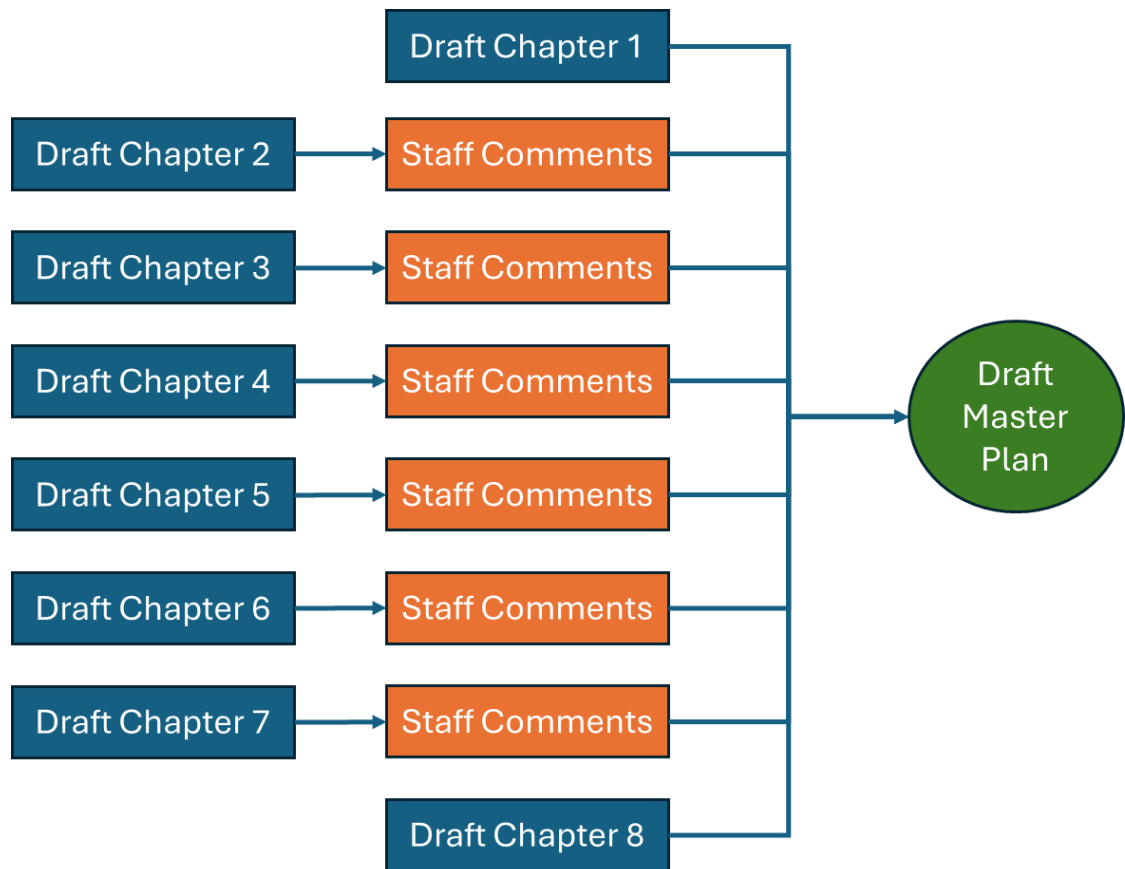 Draft Chapter 1
Draft Chapter 2
Staff Comments
Draft Chapter 3
Staff Comments
Draft Chapter 4
Staff Comments
Draft Chapter 5
Staff Comments
Draft Chapter 6
Staff Comments
Draft Chapter 7
Staff Comments
Draft Chapter 8
Draft
Master
Plan